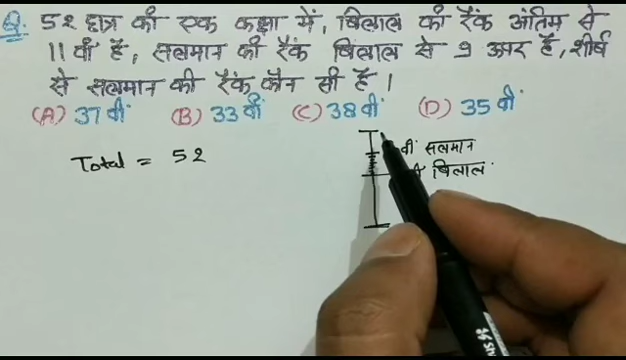 Q. 52 छात्र की एक कक्षा में, बिलाल की रैंक अंतिम से
11 वीं है, सलमान की रैंक बिलाल से 9 ऊपर है, शीर्ष
से सलमान की रैंक कौन सी है।
(A) 37 वीं (B) 33 वीं (C) 38 वीं (D) 35 वीं
Total = 52
वीं सलमान
बिलाल